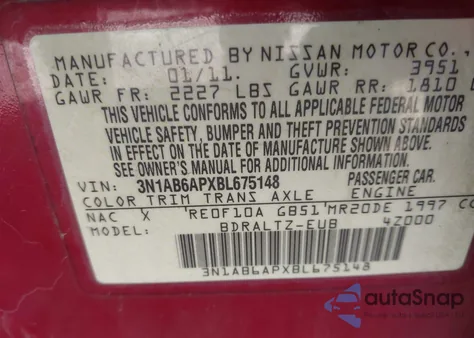 MANUFACTURED BY NISSAN MOTOR CO.,
DATE: 01/11. GVWR: 3951
GAWR FR: 2227 LBS GAWR RR: 1810
THIS VEHICLE CONFORMS TO ALL APPLICABLE FEDERAL MOTOR
VEHICLE SAFETY, BUMPER AND THEFT PREVENTION STANDARDS
IN EFFECT ON THE DATE OF MANUFACTURE SHOWN ABOVE.
SEE OWNER'S MANUAL FOR ADDITIONAL INFORMATION.
VIN: 3N1AB6APXBL675148 PASSENGER CAR.
COLOR TRIM TRANS AXLE ENGINE
NAC X RE0F10A GB51 MR20DE 1997 CC
MODEL: BDRALTZ-EUB 4Z000
3N1AB6APXBL675148
autoSnap